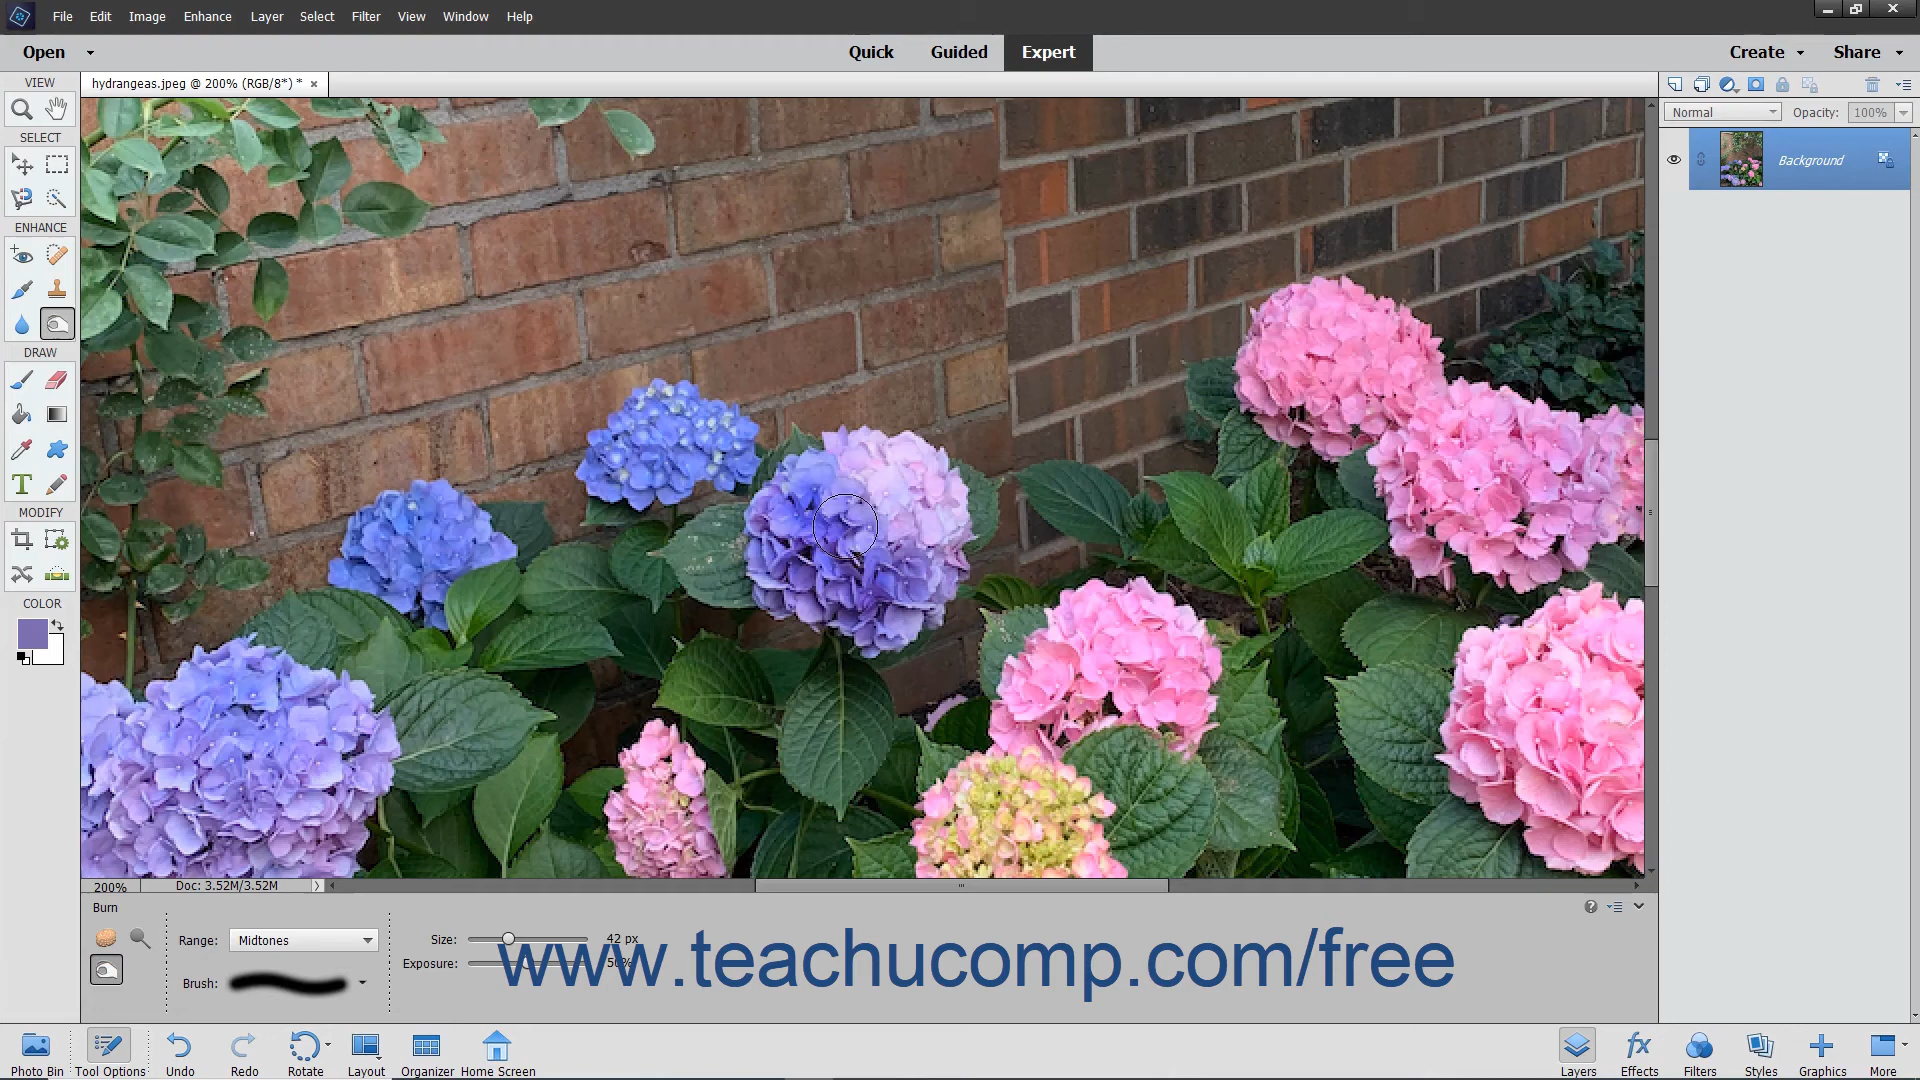 File Edit Image Enhance Layer Select Filter View Window Help
Open Quick Guided Expert Create Share
hydrangeas.jpeg @ 200% (RGB/8*) * ×
VIEW
SELECT
ENHANCE
DRAW
T
MODIFY
COLOR
Normal Opacity: 100%
Background
200% Doc: 3.52M/3.52M
Burn
Range: Midtones
Brush:
Size: 42 px
Exposure: 50%
www.teachucomp.com/free
Photo Bin Tool Options Undo Redo Rotate Layout Organizer Home Screen
fx
Layers Effects Filters Styles Graphics More